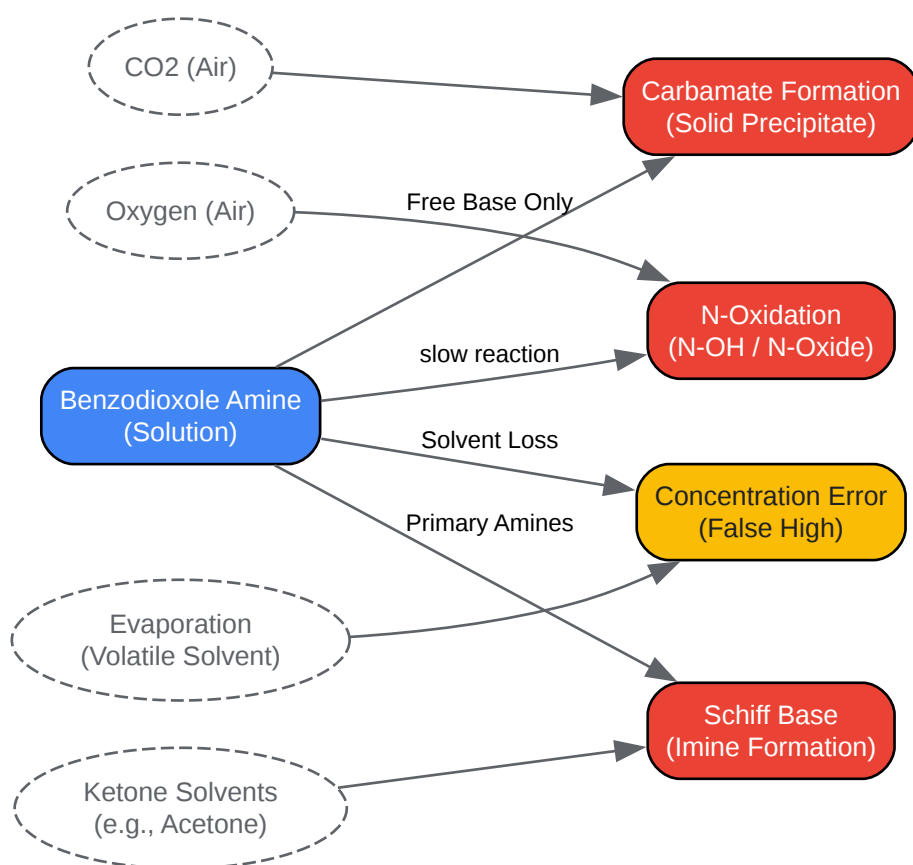 CO2 (Air)
Carbamate Formation
(Solid Precipitate)
Oxygen (Air)
Free Base Only
N-Oxidation
(N-OH / N-Oxide)
slow reaction
Benzodioxole Amine
(Solution)
Solvent Loss
Concentration Error
(False High)
Primary Amines
Evaporation
(Volatile Solvent)
Schiff Base
(Imine Formation)
Ketone Solvents
(e.g., Acetone)